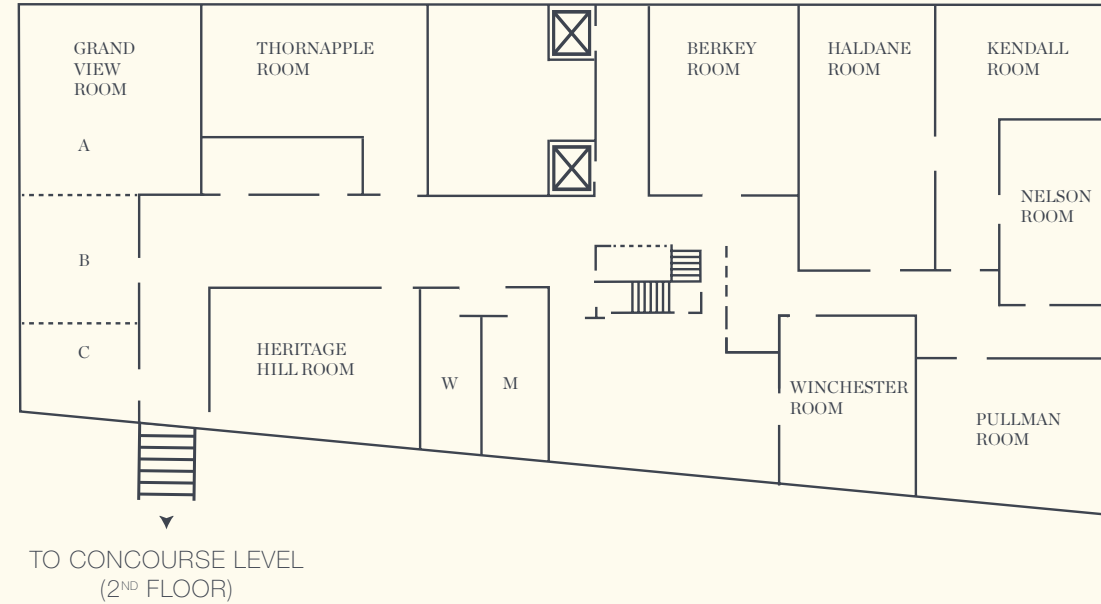 GRAND
VIEW
ROOM
A
B
C
THORNAPPLE
ROOM
BERKEY
ROOM
HALDANE
ROOM
KENDALL
ROOM
NELSON
ROOM
HERITAGE
HILL ROOM
W
M
WINCHESTER
ROOM
PULLMAN
ROOM
TO CONCOURSE LEVEL
(2ND FLOOR)